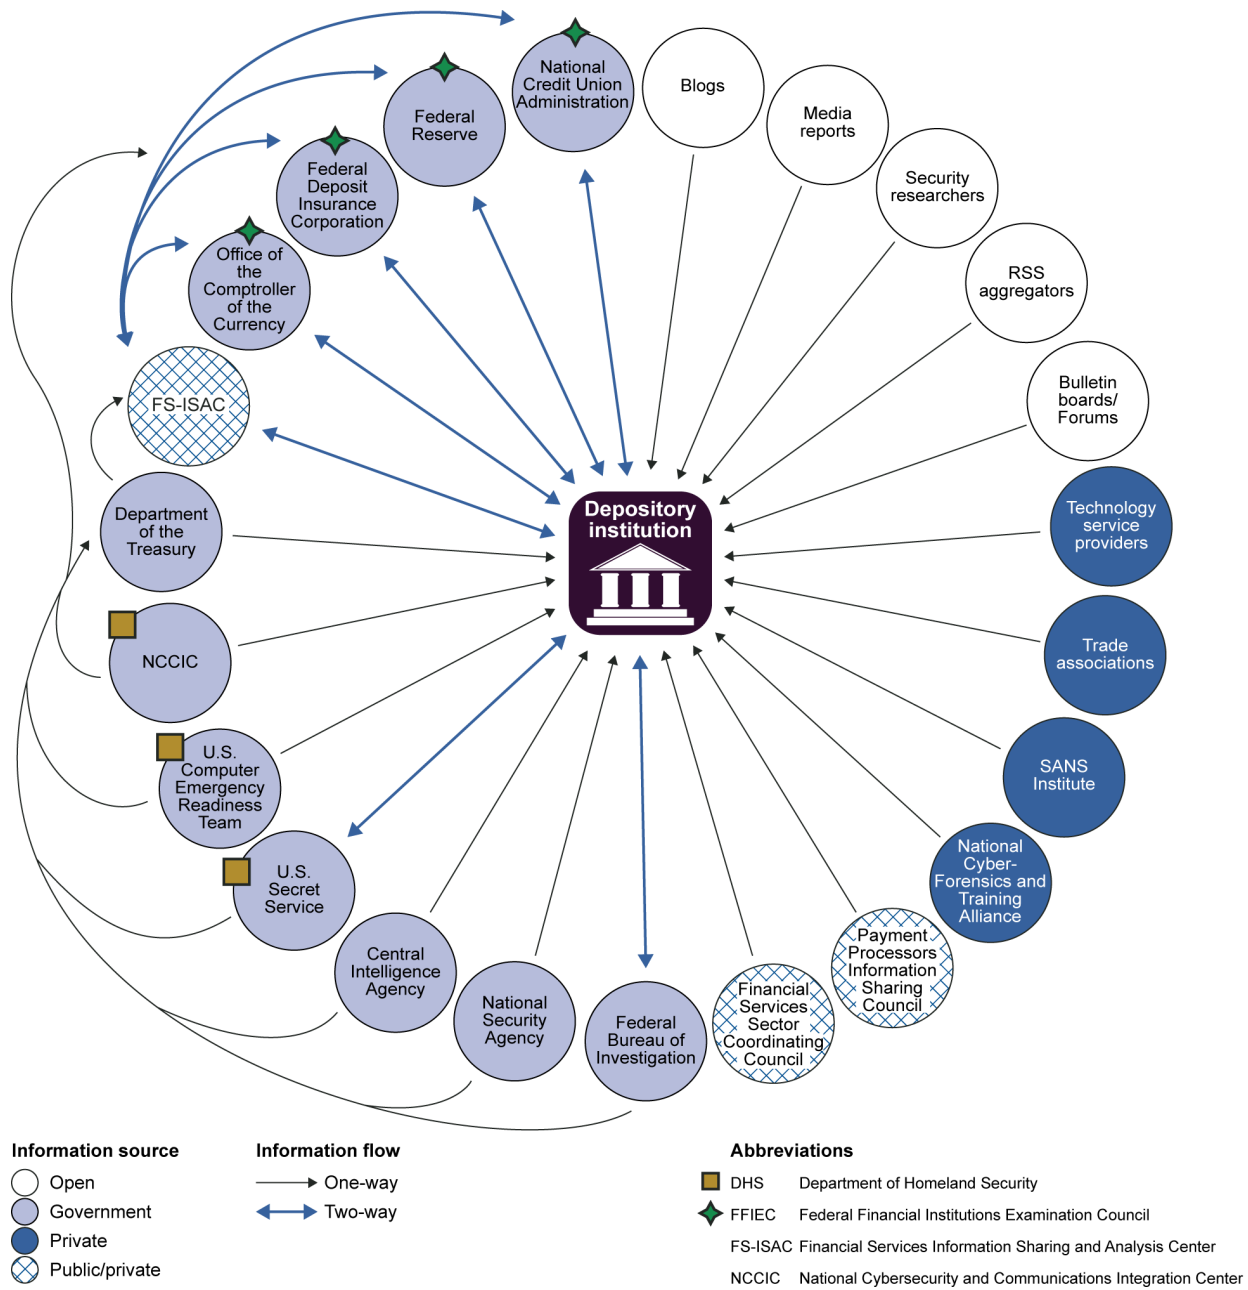 National
Credit Union
Administration
Blogs
Media
reports
Security
researchers
RSS
aggregators
Bulletin
boards/
Forums
Technology
service
providers
Trade
associations
SANS
Institute
National
Cyber-
Forensics and
Training
Alliance
Payment
Processors
Information
Sharing
Council
Financial
Services
Sector
Coordinating
Council
Federal
Bureau of
Investigation
National
Security
Agency
Central
Intelligence
Agency
U.S.
Secret
Service
U.S.
Computer
Emergency
Readiness
Team
NCCIC
Department
of the
Treasury
FS-ISAC
Office of
the
Comptroller
of the
Currency
Federal
Deposit
Insurance
Corporation
Federal
Reserve
Depository
institution
Information source
Open
Government
Private
Public/private
Information flow
One-way
Two-way
Abbreviations
DHS Department of Homeland Security
FFIEC Federal Financial Institutions Examination Council
FS-ISAC Financial Services Information Sharing and Analysis Center
NCCIC National Cybersecurity and Communications Integration Center